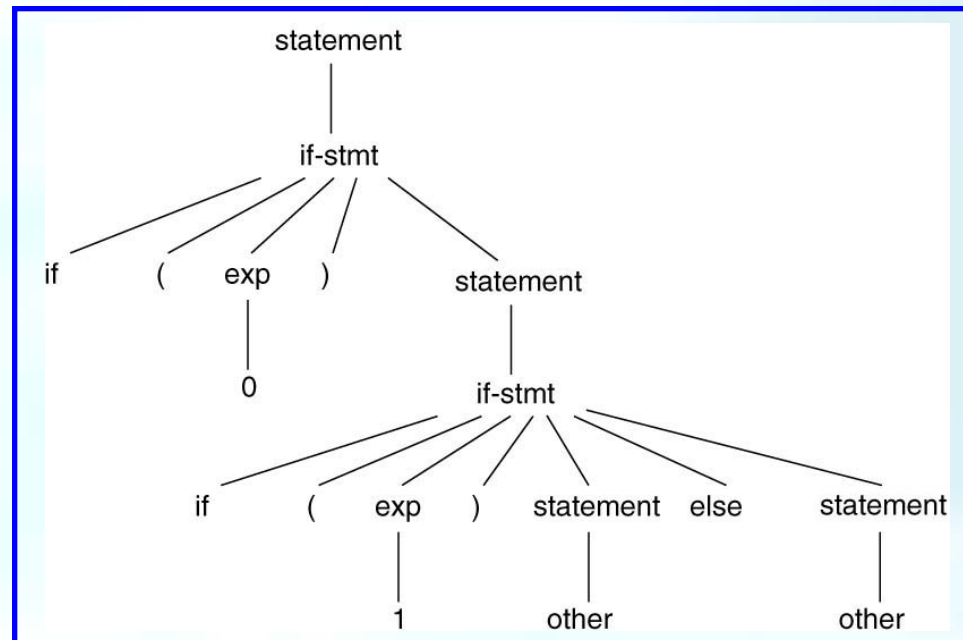 statement
if-stmt
if ( exp ) statement
0
if-stmt
if ( exp ) statement else statement
1 other other